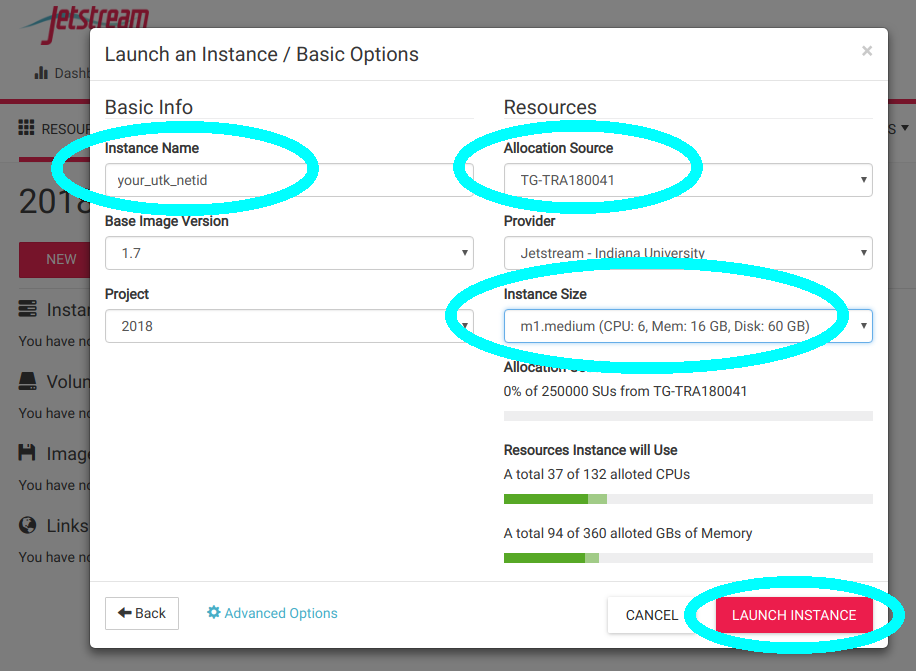 Jetstream
Dashb
RESOU
S
2018
NEW
Instan
You have no
Volun
You have no
Image
You have no
Links
You have no
Launch an Instance / Basic Options
×
Basic Info
Instance Name
your_utk_netid
Base Image Version
1.7
Project
2018
Resources
Allocation Source
TG-TRA180041
Provider
Jetstream - Indiana University
Instance Size
m1.medium (CPU: 6, Mem: 16 GB, Disk: 60 GB)
Allocation
0% of 250000 SUs from TG-TRA180041
Resources Instance will Use
A total 37 of 132 alloted CPUs
A total 94 of 360 alloted GBs of Memory
Back
Advanced Options
CANCEL
LAUNCH INSTANCE